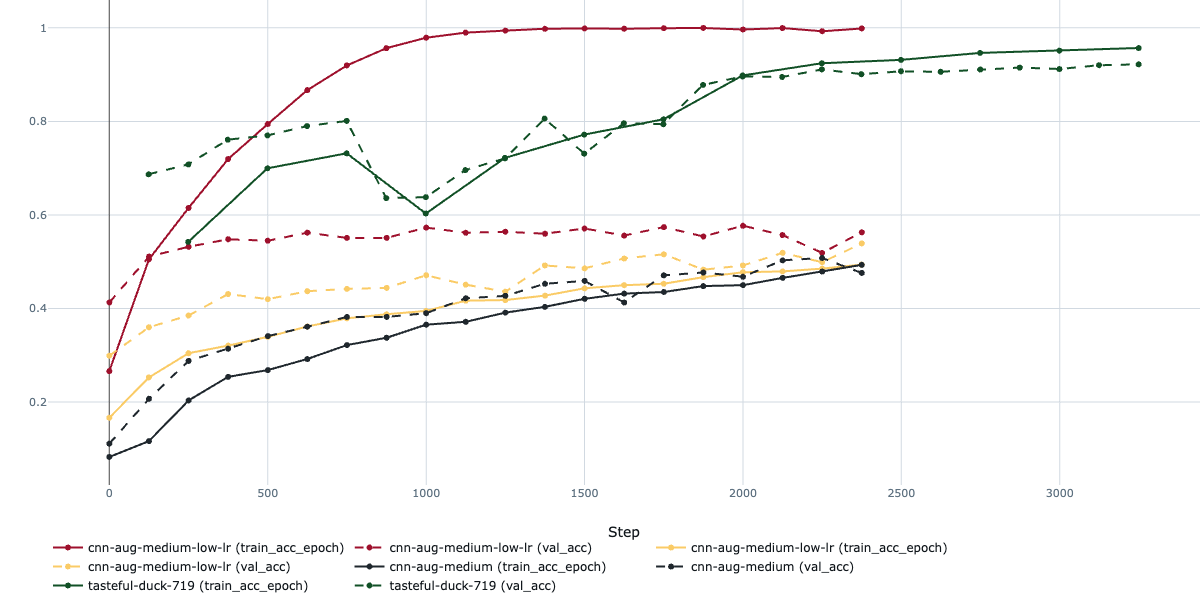 1
0.8
0.6
0.4
0.2
0 500 1000 1500 2000 2500 3000
Step
cnn-aug-medium-low-lr (train_acc_epoch) cnn-aug-medium-low-lr (val_acc) cnn-aug-medium-low-lr (train_acc_epoch)
cnn-aug-medium-low-lr (val_acc) cnn-aug-medium (train_acc_epoch) cnn-aug-medium (val_acc)
tasteful-duck-719 (train_acc_epoch) tasteful-duck-719 (val_acc)